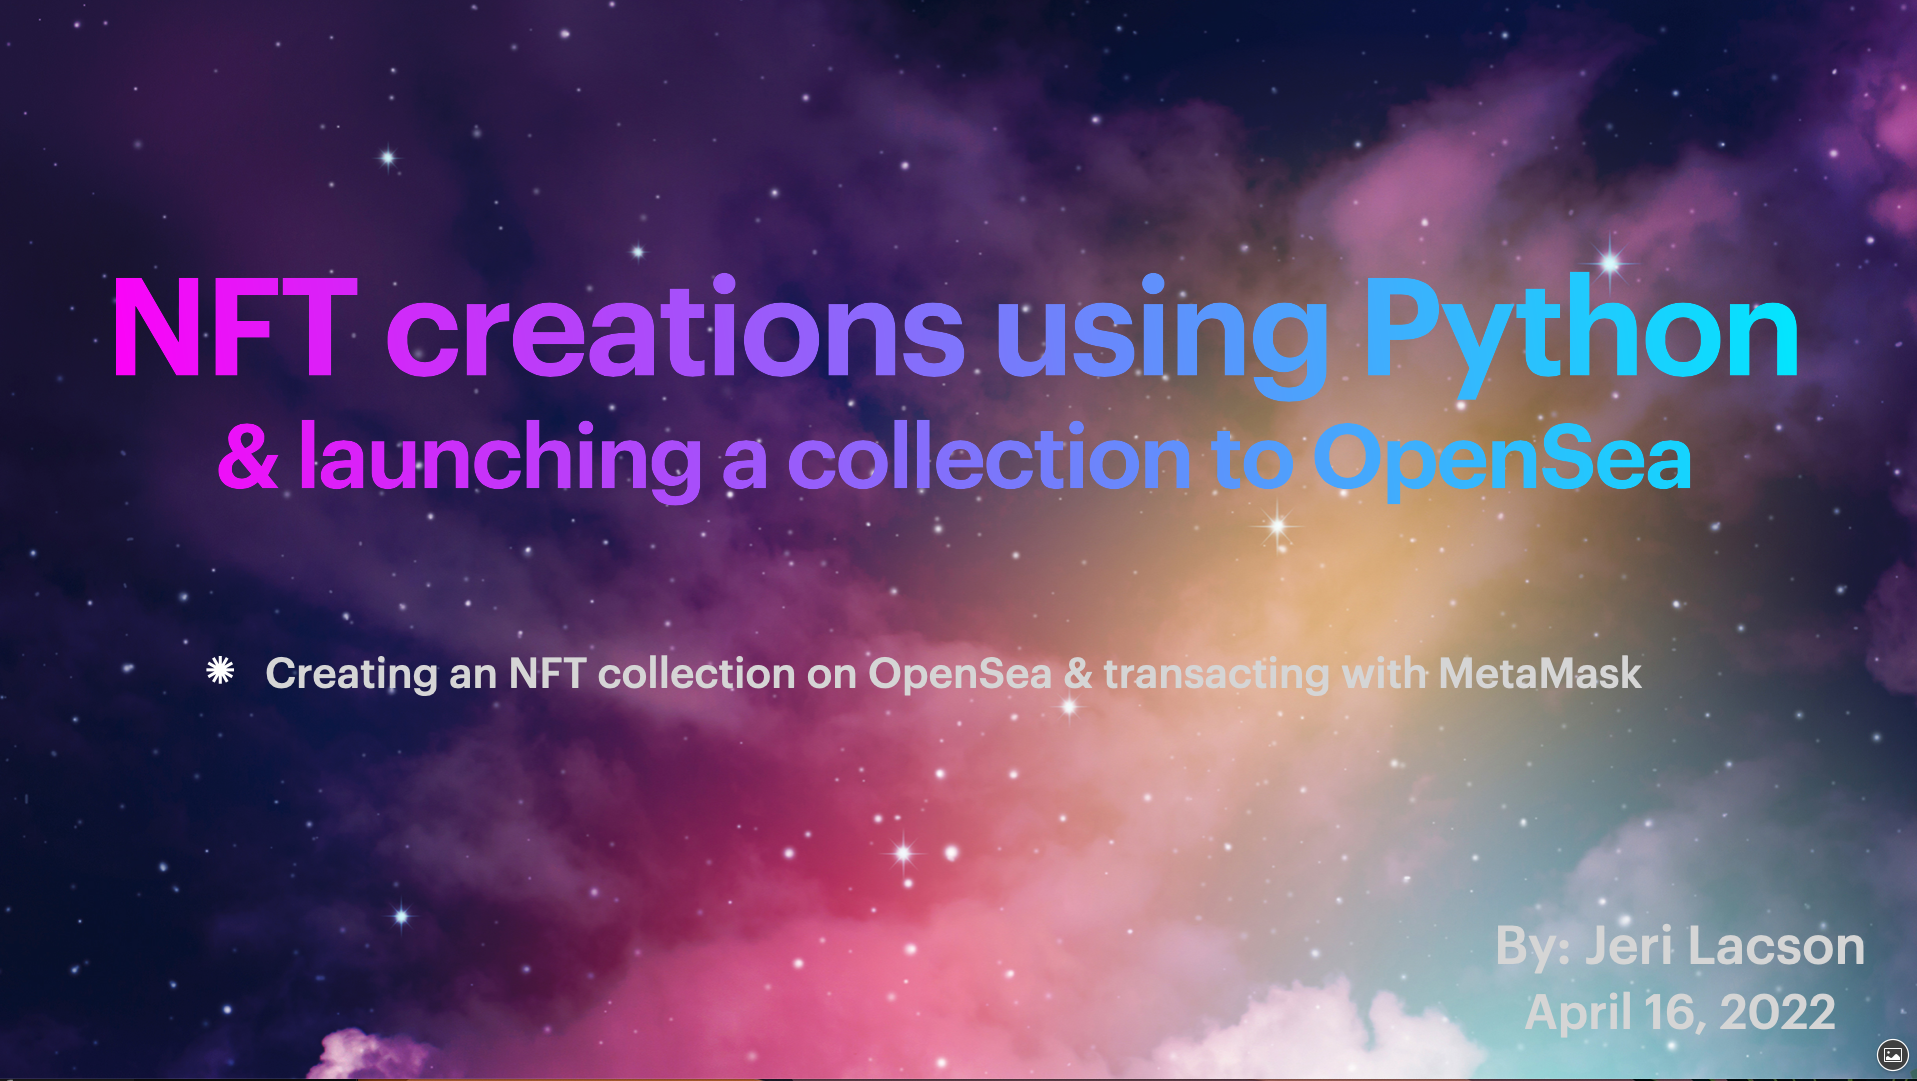 NFT creations using Python
& launching a collection to OpenSea
Creating an NFT collection on OpenSea & transacting with MetaMask
By: Jeri Lacson
April 16, 2022